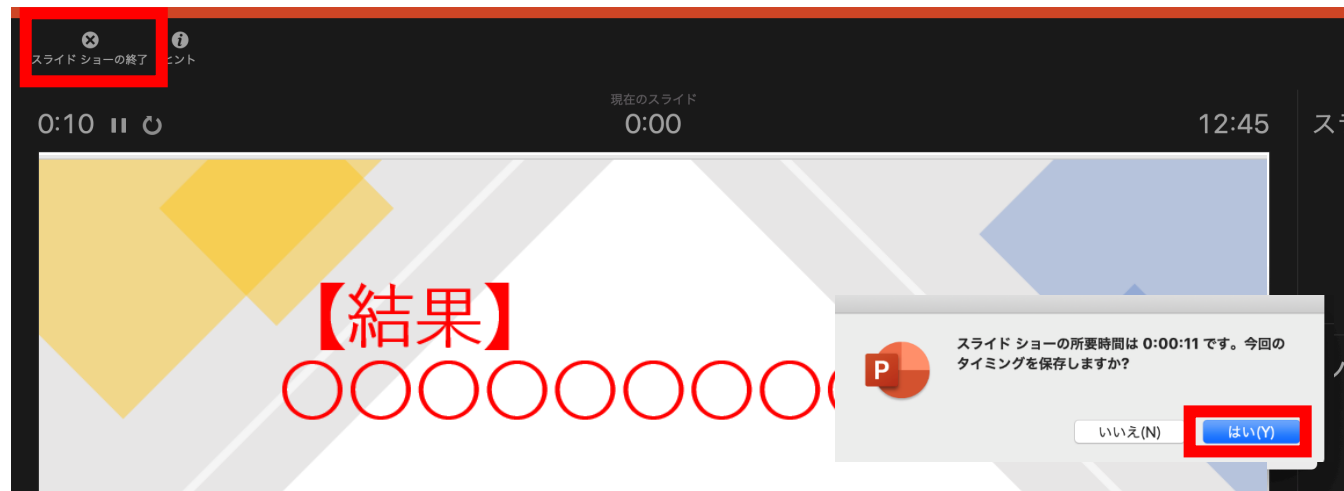 スライド ショーの終了
ヒント
現在のスライド
0:10
0:00
12:45
【結果】
〇〇〇〇〇〇〇〇
P
スライド ショーの所要時間は 0:00:11 です。今回の
タイミングを保存しますか?
いいえ(N)
はい(Y)